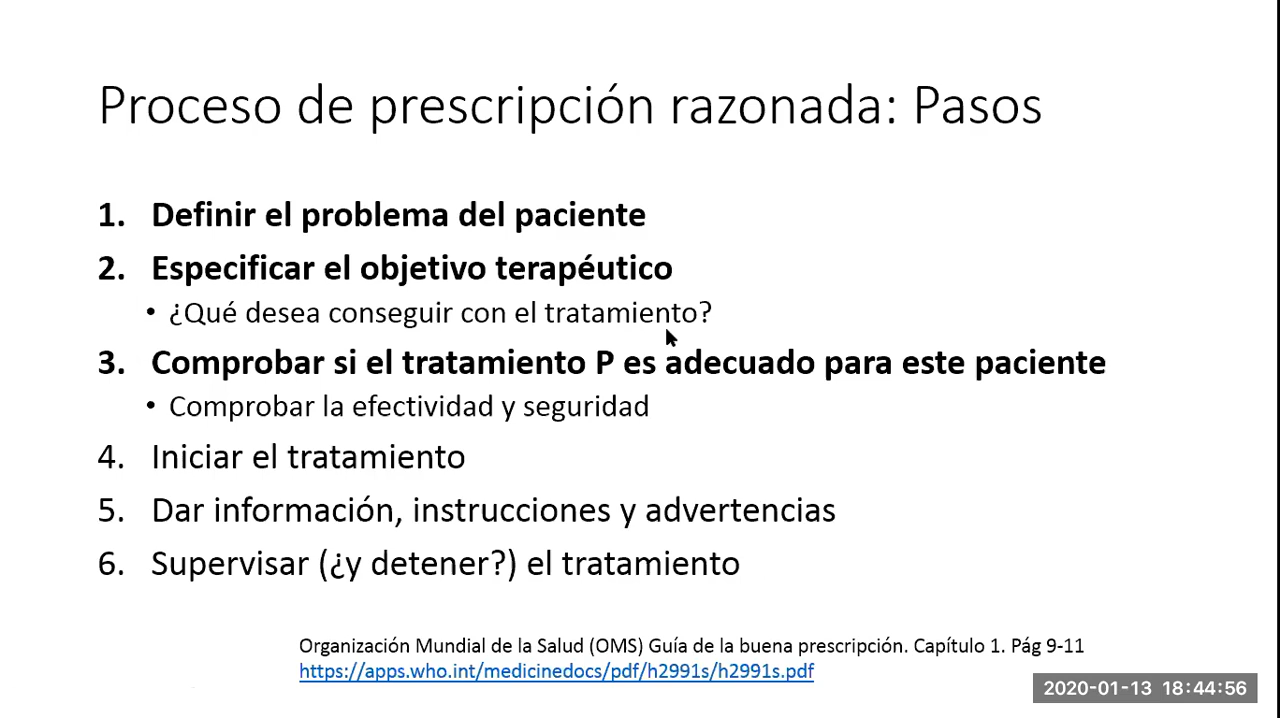 Proceso de prescripción razonada: Pasos
1. Definir el problema del paciente
2. Especificar el objetivo terapéutico
• ¿Qué desea conseguir con el tratamiento?
3. Comprobar si el tratamiento P es adecuado para este paciente
• Comprobar la efectividad y seguridad
4. Iniciar el tratamiento
5. Dar información, instrucciones y advertencias
6. Supervisar (¿y detener?) el tratamiento
Organización Mundial de la Salud (OMS) Guía de la buena prescripción. Capítulo 1. Pág 9-11
https://apps.who.int/medicinedocs/pdf/h2991s/h2991s.pdf
2020-01-13 18:44:56